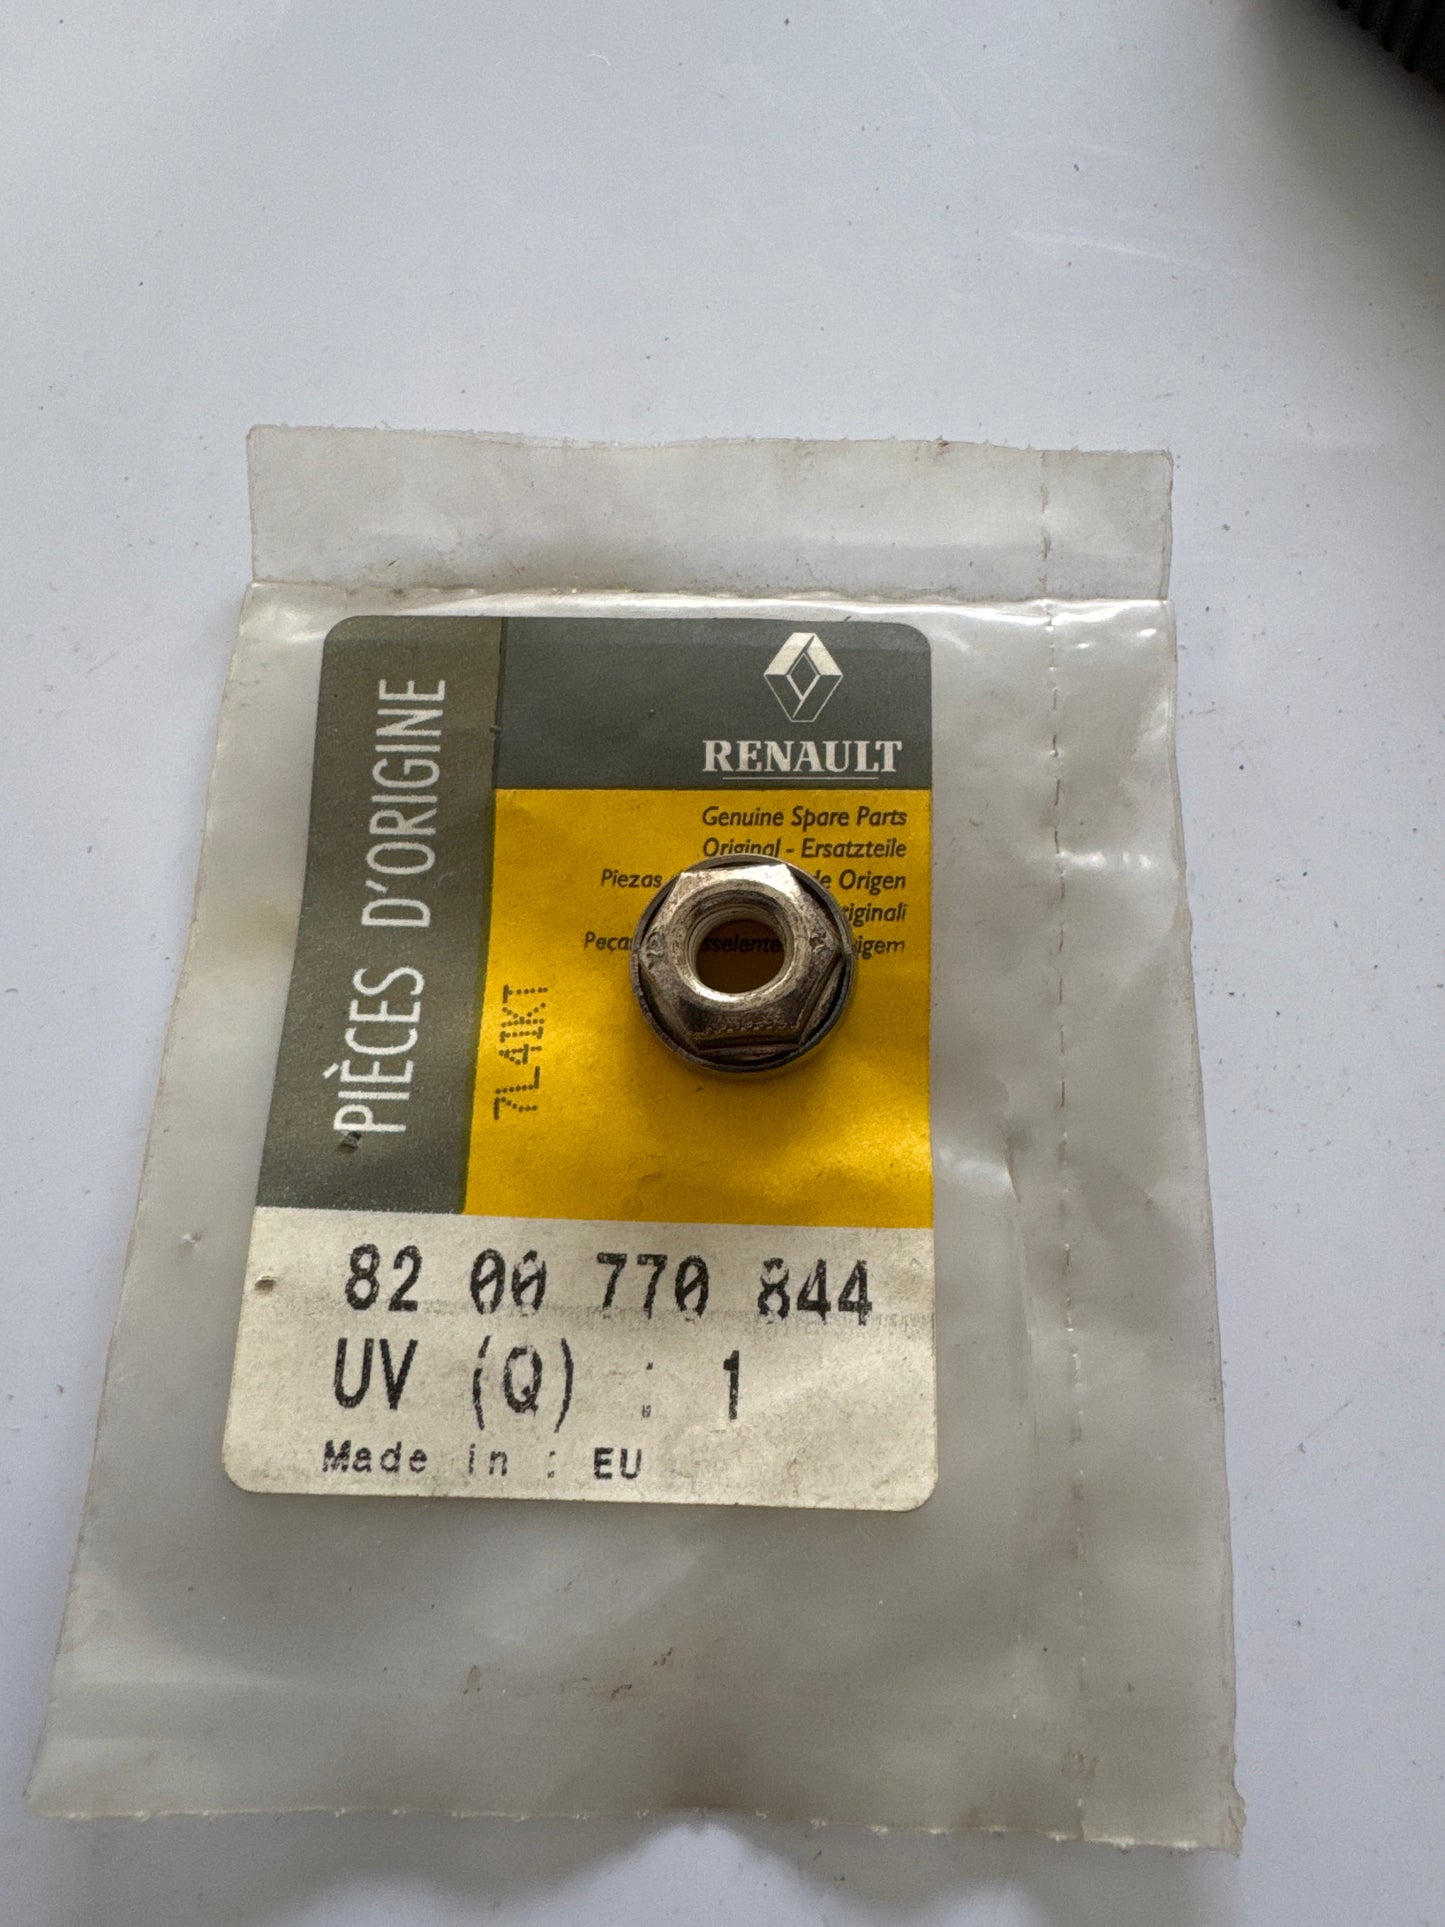 PIÈCES D'ORIGINE
RENAULT
Genuine Spare Parts
Original - Ersatzteile
Piezas de Origen
originali
igem
7L41KT
82 00 770 844
UV (Q) : 1
Made in : EU